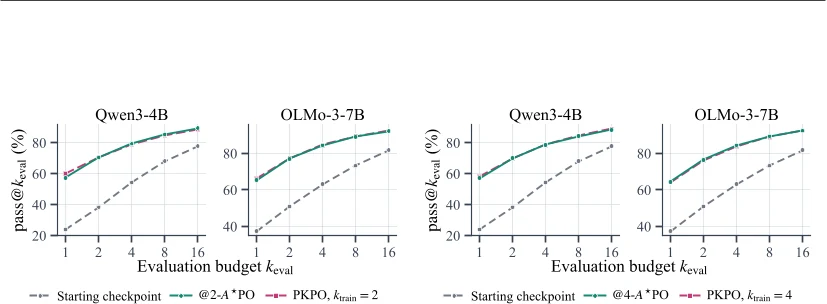 Qwen3-4B OLMo-3-7B Qwen3-4B OLMo-3-7B
pass@k_eval (%)
80
60
40
20
1 2 4 8 16
80
60
40
1 2 4 8 16
pass@k_eval (%)
80
60
40
20
1 2 4 8 16
80
60
40
1 2 4 8 16
Evaluation budget k_eval Evaluation budget k_eval
Starting checkpoint @2-A*PO PKPO, k_train = 2 Starting checkpoint @4-A*PO PKPO, k_train = 4